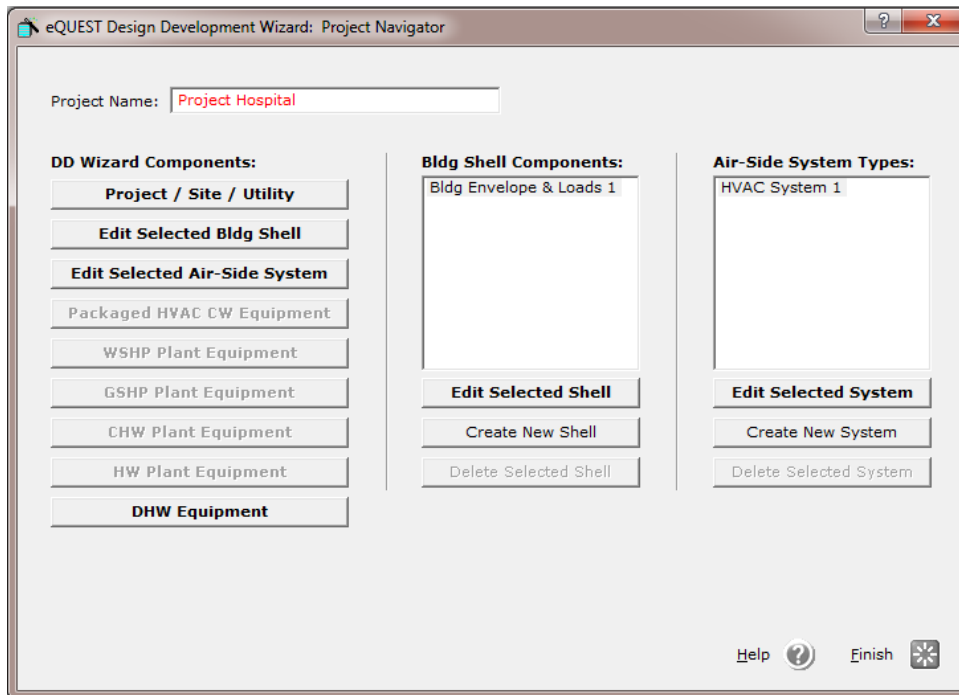 eQUEST Design Development Wizard: Project Navigator
? X
Project Name: Project Hospital
DD Wizard Components:
Project / Site / Utility
Edit Selected Bldg Shell
Edit Selected Air-Side System
Packaged HVAC CW Equipment
WSHP Plant Equipment
GSHP Plant Equipment
CHW Plant Equipment
HW Plant Equipment
DHW Equipment
Bldg Shell Components:
Bldg Envelope & Loads 1
Edit Selected Shell
Create New Shell
Delete Selected Shell
Air-Side System Types:
HVAC System 1
Edit Selected System
Create New System
Delete Selected System
Help ? Finish